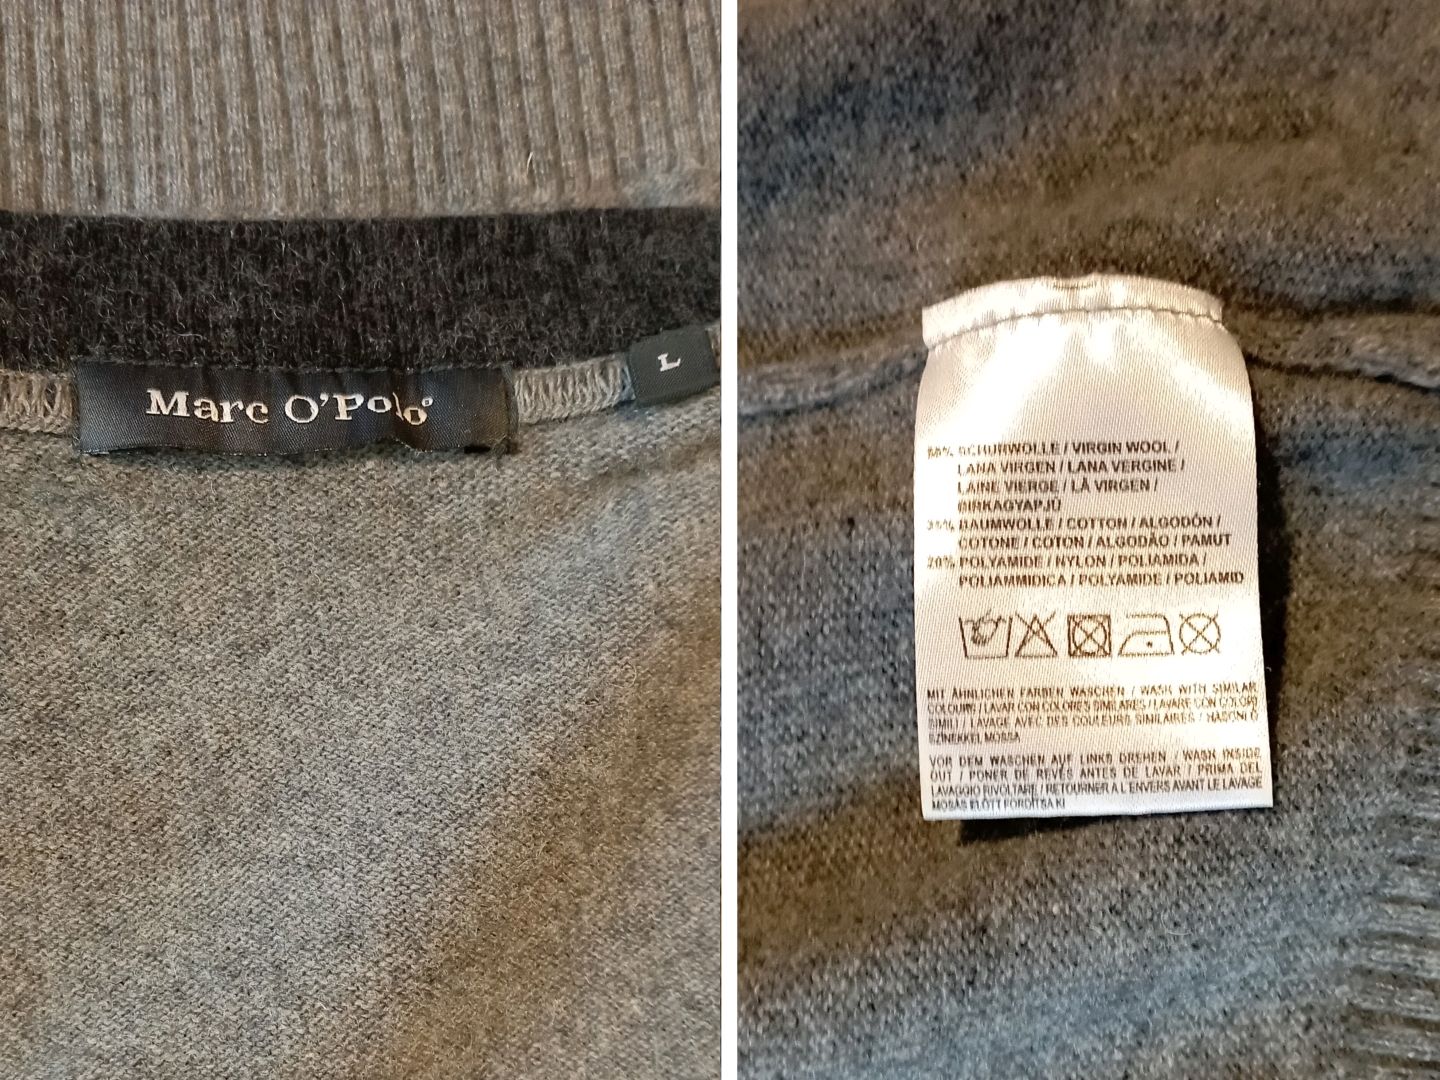 Marc O'Polo
L
SCHURWOLLE / VIRGIN WOOL /
LANA VIRGEN / LANA VERGINE /
LAINE VIERGE / LÃ VIRGEN /
BIRKAGYAPJÚ
BAUMWOLLE / COTTON / ALGODÓN /
COTONE / COTON / ALGODÃO / PAMUT
20% POLYAMIDE / NYLON / POLIAMIDA /
POLIAMMIDICA / POLYAMIDE / POLIAMID
MIT ÄHNLICHEN FARBEN WASCHEN / WASH WITH SIMILAR
COLOURS / LAVAR CON COLORES SIMILARES / LAVARE CON COLORI
SIMILI / LAVAGE AVEC DES COULEURS SIMILAIRES / HASONLÓ
SZINEKKEL MOSSA
VOR DEM WASCHEN AUF LINKS DREHEN / WASH INSIDE
OUT / PONER DE REVÉS ANTES DE LAVAR / PRIMA DEL
LAVAGGIO RIVOLTARE / RETOURNER A L'ENVERS AVANT LE LAVAGE
MOSÁS ELŐTT FORDÍTSA KI